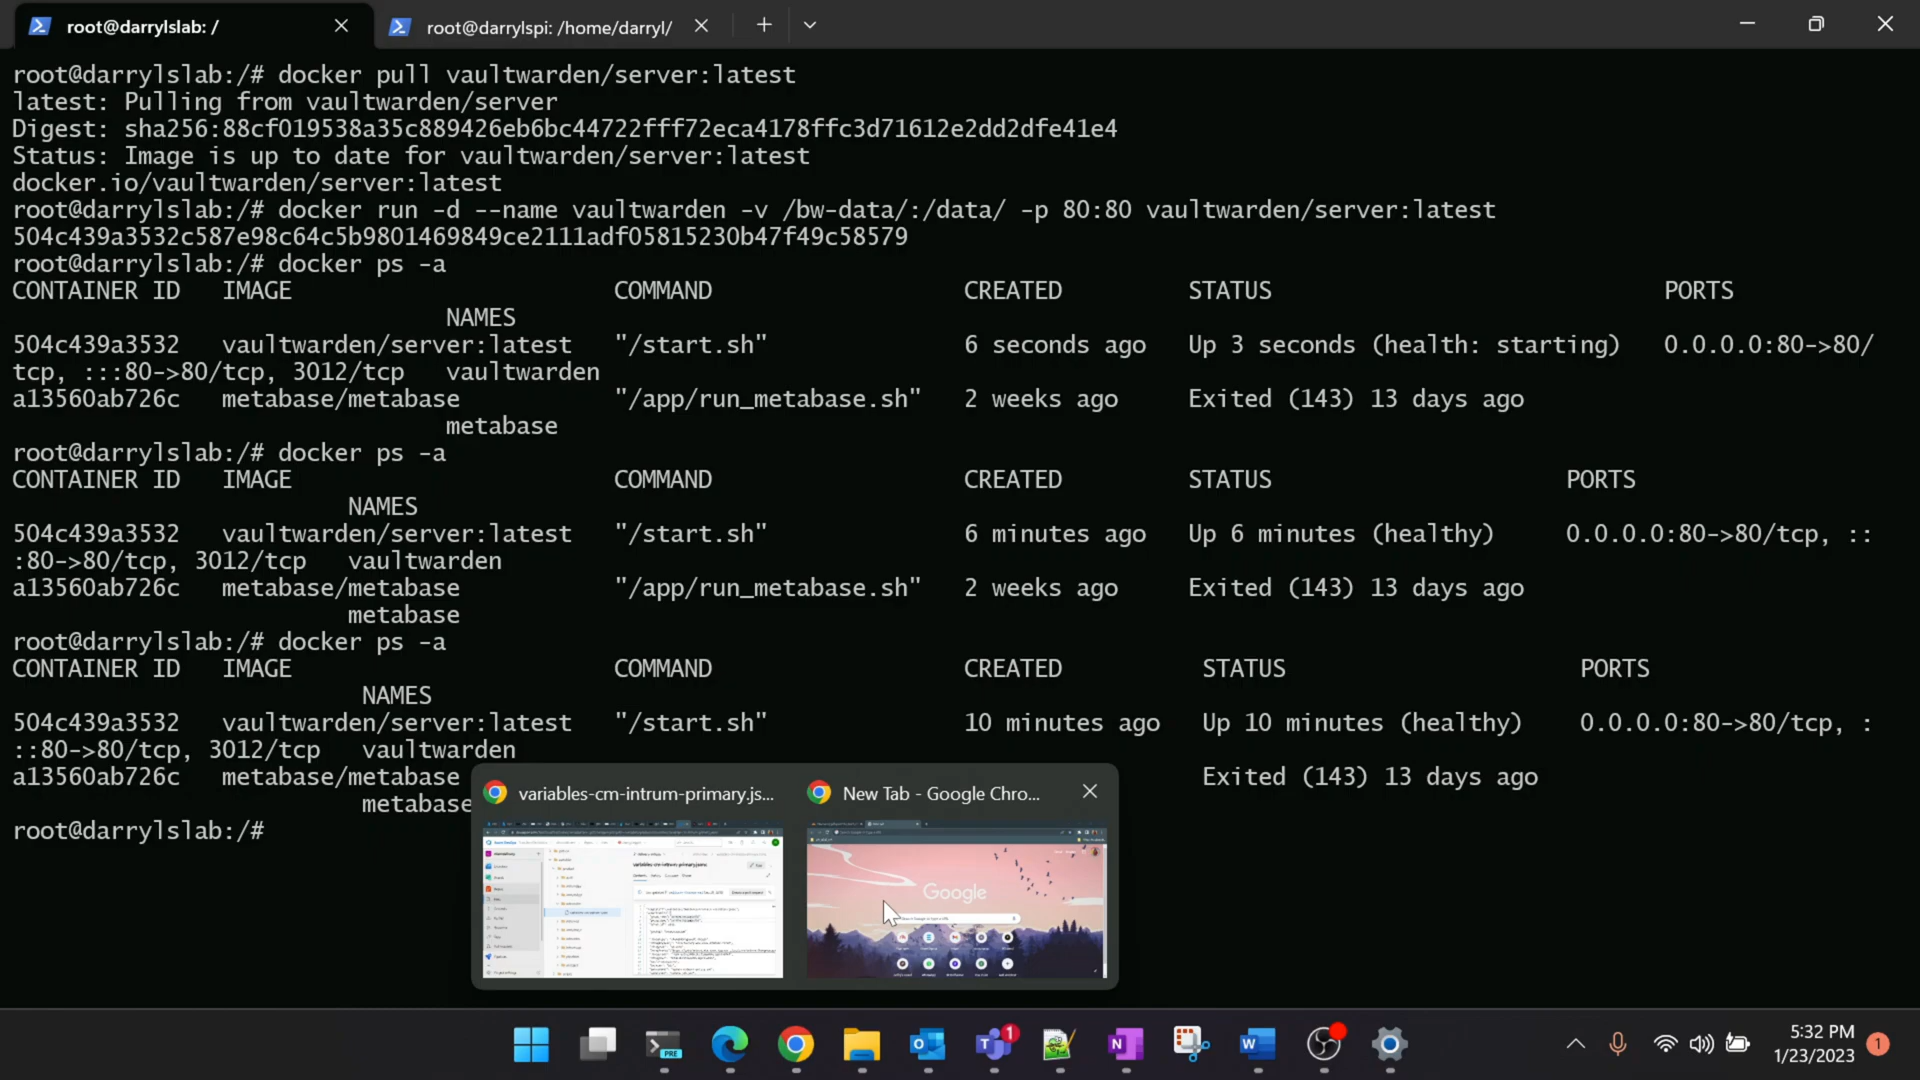 root@darrylslab: /
root@darrylspi: /home/darryl/
root@darrylslab:/# docker pull vaultwarden/server:latest
latest: Pulling from vaultwarden/server
Digest: sha256:88cf019538a35c889426eb6bc44722fff72eca4178ffc3d71612e2dd2dfe41e4
Status: Image is up to date for vaultwarden/server:latest
docker.io/vaultwarden/server:latest
root@darrylslab:/# docker run -d --name vaultwarden -v /bw-data/:/data/ -p 80:80 vaultwarden/server:latest
504c439a3532c587e98c64c5b9801469849ce2111adf05815230b47f49c58579
root@darrylslab:/# docker ps -a
CONTAINER ID   IMAGE                       COMMAND                  CREATED         STATUS                            PORTS
                               NAMES
504c439a3532   vaultwarden/server:latest   "/start.sh"              6 seconds ago   Up 3 seconds (health: starting)   0.0.0.0:80->80/
tcp, :::80->80/tcp, 3012/tcp   vaultwarden
a13560ab726c   metabase/metabase           "/app/run_metabase.sh"   2 weeks ago     Exited (143) 13 days ago
                               metabase
root@darrylslab:/# docker ps -a
CONTAINER ID   IMAGE                       COMMAND                  CREATED         STATUS                     PORTS
                        NAMES
504c439a3532   vaultwarden/server:latest   "/start.sh"              6 minutes ago   Up 6 minutes (healthy)     0.0.0.0:80->80/tcp, ::
:80->80/tcp, 3012/tcp   vaultwarden
a13560ab726c   metabase/metabase           "/app/run_metabase.sh"   2 weeks ago     Exited (143) 13 days ago
                        metabase
root@darrylslab:/# docker ps -a
CONTAINER ID   IMAGE                       COMMAND                  CREATED          STATUS                     PORTS
                         NAMES
504c439a3532   vaultwarden/server:latest   "/start.sh"              10 minutes ago   Up 10 minutes (healthy)    0.0.0.0:80->80/tcp, :
::80->80/tcp, 3012/tcp   vaultwarden
a13560ab726c   metabase/metabase   Exited (143) 13 days ago
                         metabase
root@darrylslab:/#
variables-cm-intrum-primary.js...
New Tab - Google Chro...
Google
PRE
1
5:32 PM
1/23/2023
1